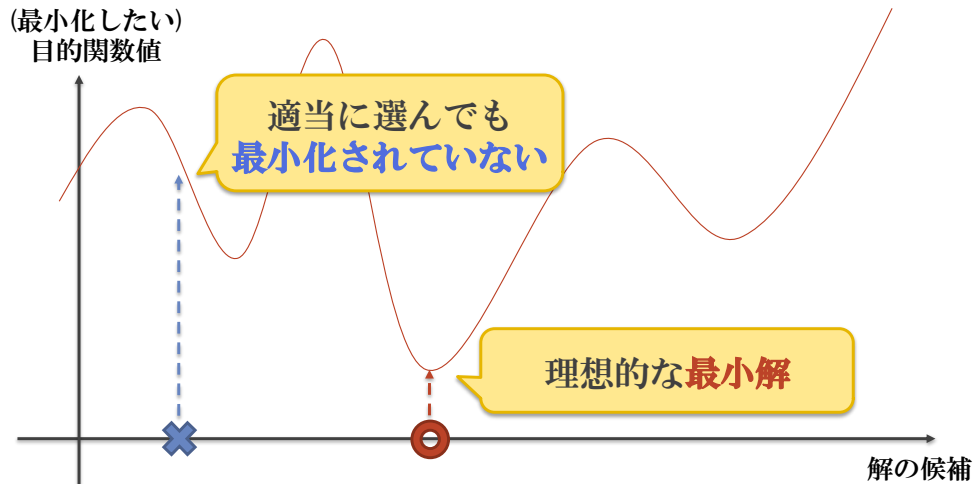 (最小化したい)
目的関数値
適当に選んでも
最小化されていない
理想的な最小解
解の候補